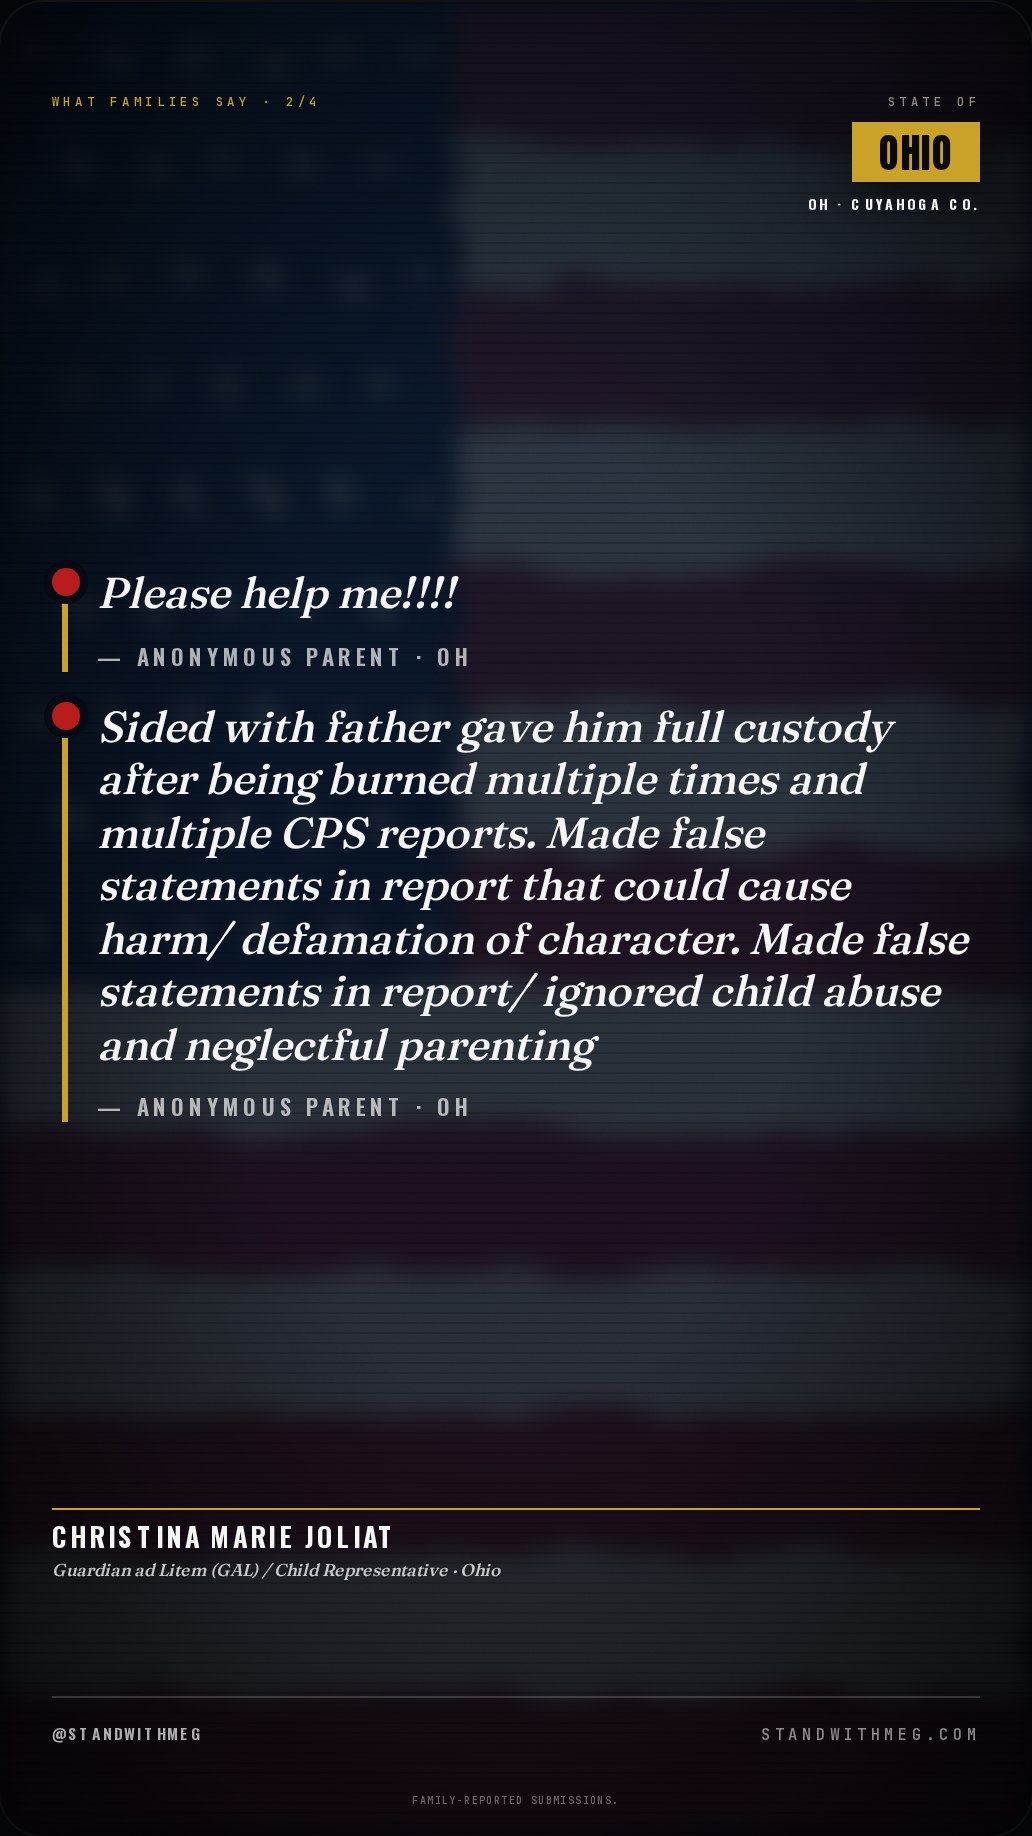 WHAT FAMILIES SAY · 2/4
STATE OF
OHIO
OH · CUYAHOGA CO.
Please help me!!!!
— ANONYMOUS PARENT · OH
Sided with father gave him full custody
after being burned multiple times and
multiple CPS reports. Made false
statements in report that could cause
harm/ defamation of character. Made false
statements in report/ ignored child abuse
and neglectful parenting
— ANONYMOUS PARENT · OH
CHRISTINA MARIE JOLIAT
Guardian ad Litem (GAL) / Child Representative · Ohio
@STANDWITHMEG
STANDWITHMEG.COM
FAMILY-REPORTED SUBMISSIONS.